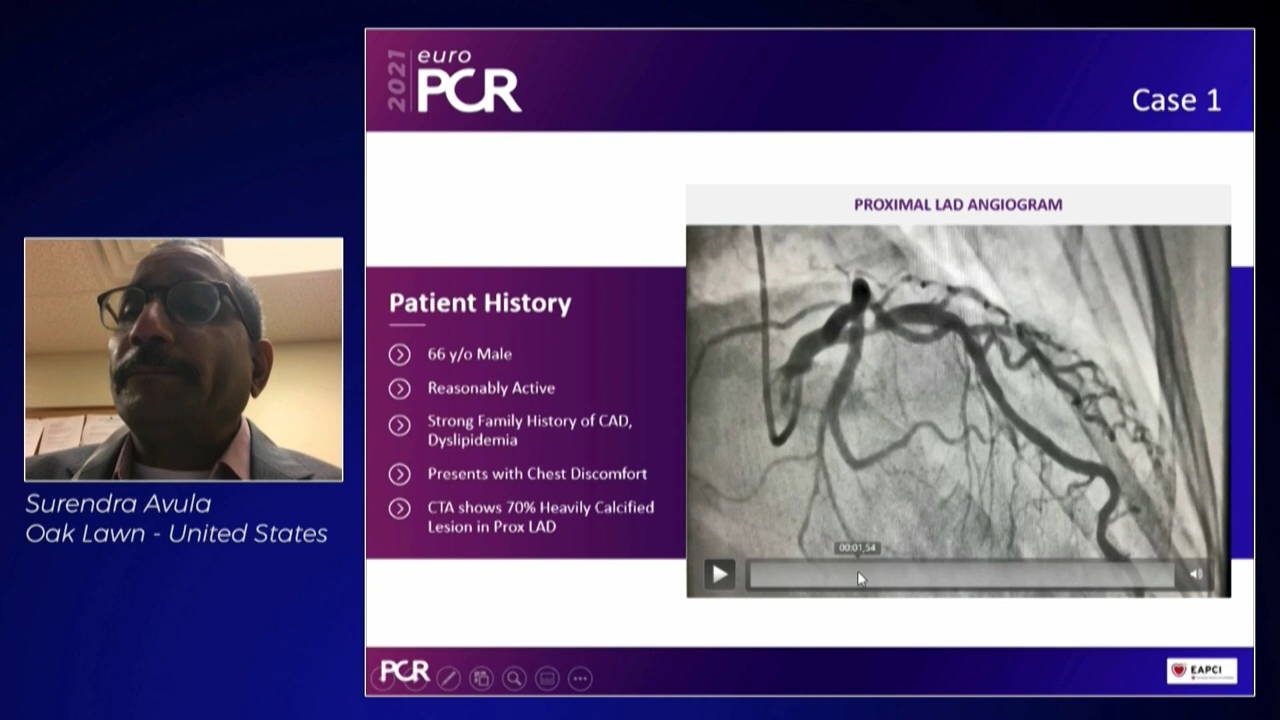 2021
euro
PCR
Case 1
PROXIMAL LAD ANGIOGRAM
Patient History
66 y/o Male
Reasonably Active
Strong Family History of CAD,
Dyslipidemia
Presents with Chest Discomfort
CTA shows 70% Heavily Calcified
Lesion in Prox LAD
00:01,54
Surendra Avula
Oak Lawn - United States
PCR
EAPCI